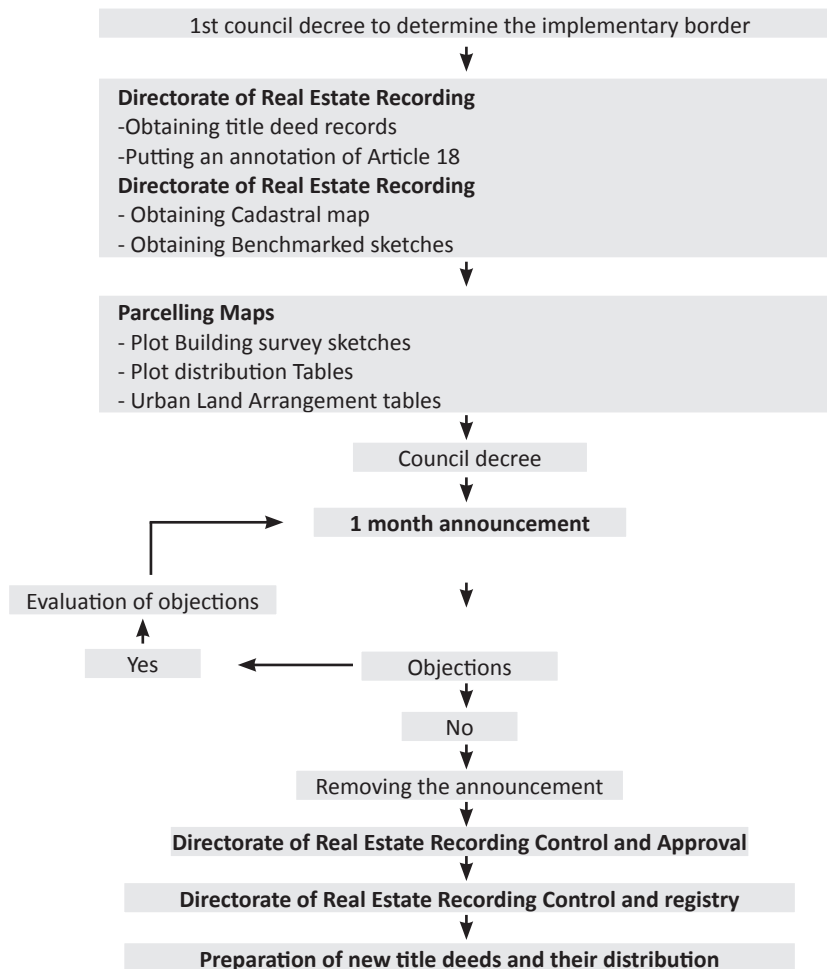 1st council decree to determine the implementary border
Directorate of Real Estate Recording
-Obtaining title deed records
-Putting an annotation of Article 18
Directorate of Real Estate Recording
- Obtaining Cadastral map
- Obtaining Benchmarked sketches
Parcelling Maps
- Plot Building survey sketches
- Plot distribution Tables
- Urban Land Arrangement tables
Council decree
1 month announcement
Evaluation of objections
Yes
Objections
No
Removing the announcement
Directorate of Real Estate Recording Control and Approval
Directorate of Real Estate Recording Control and registry
Preparation of new title deeds and their distribution